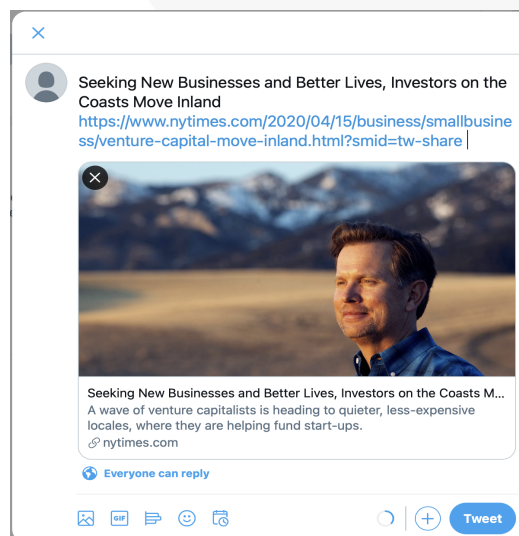 Seeking New Businesses and Better Lives, Investors on the
Coasts Move Inland
https://www.nytimes.com/2020/04/15/business/smallbusine
ss/venture-capital-move-inland.html?smid=tw-share
Seeking New Businesses and Better Lives, Investors on the Coasts M...
A wave of venture capitalists is heading to quieter, less-expensive
locales, where they are helping fund start-ups.
nytimes.com
Everyone can reply
GIF
Tweet